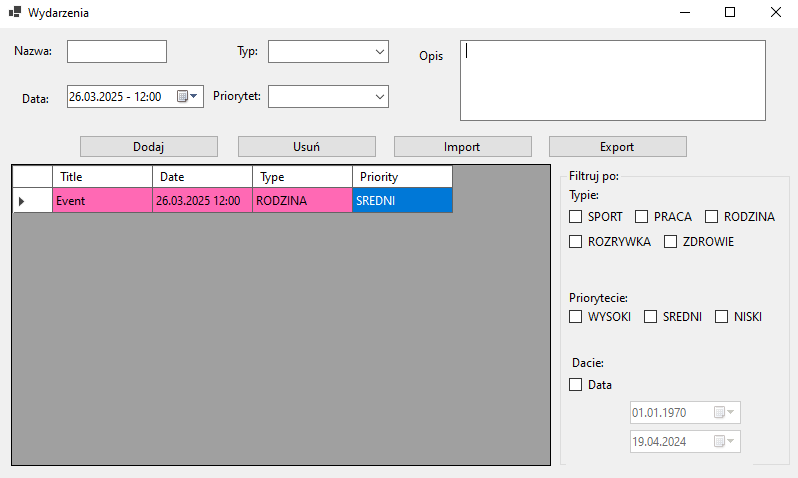 Wydarzenia
Nazwa: Typ: Opis
Data: 26.03.2025 - 12:00 Priorytet:
Dodaj Usuń Import Export
Title Date Type Priority
Event 26.03.2025 12:00 RODZINA SREDNI
Filtruj po:
Typie:
SPORT PRACA RODZINA
ROZRYWKA ZDROWIE
Priorytecie:
WYSOKI SREDNI NISKI
Dacie:
Data
01.01.1970
19.04.2024